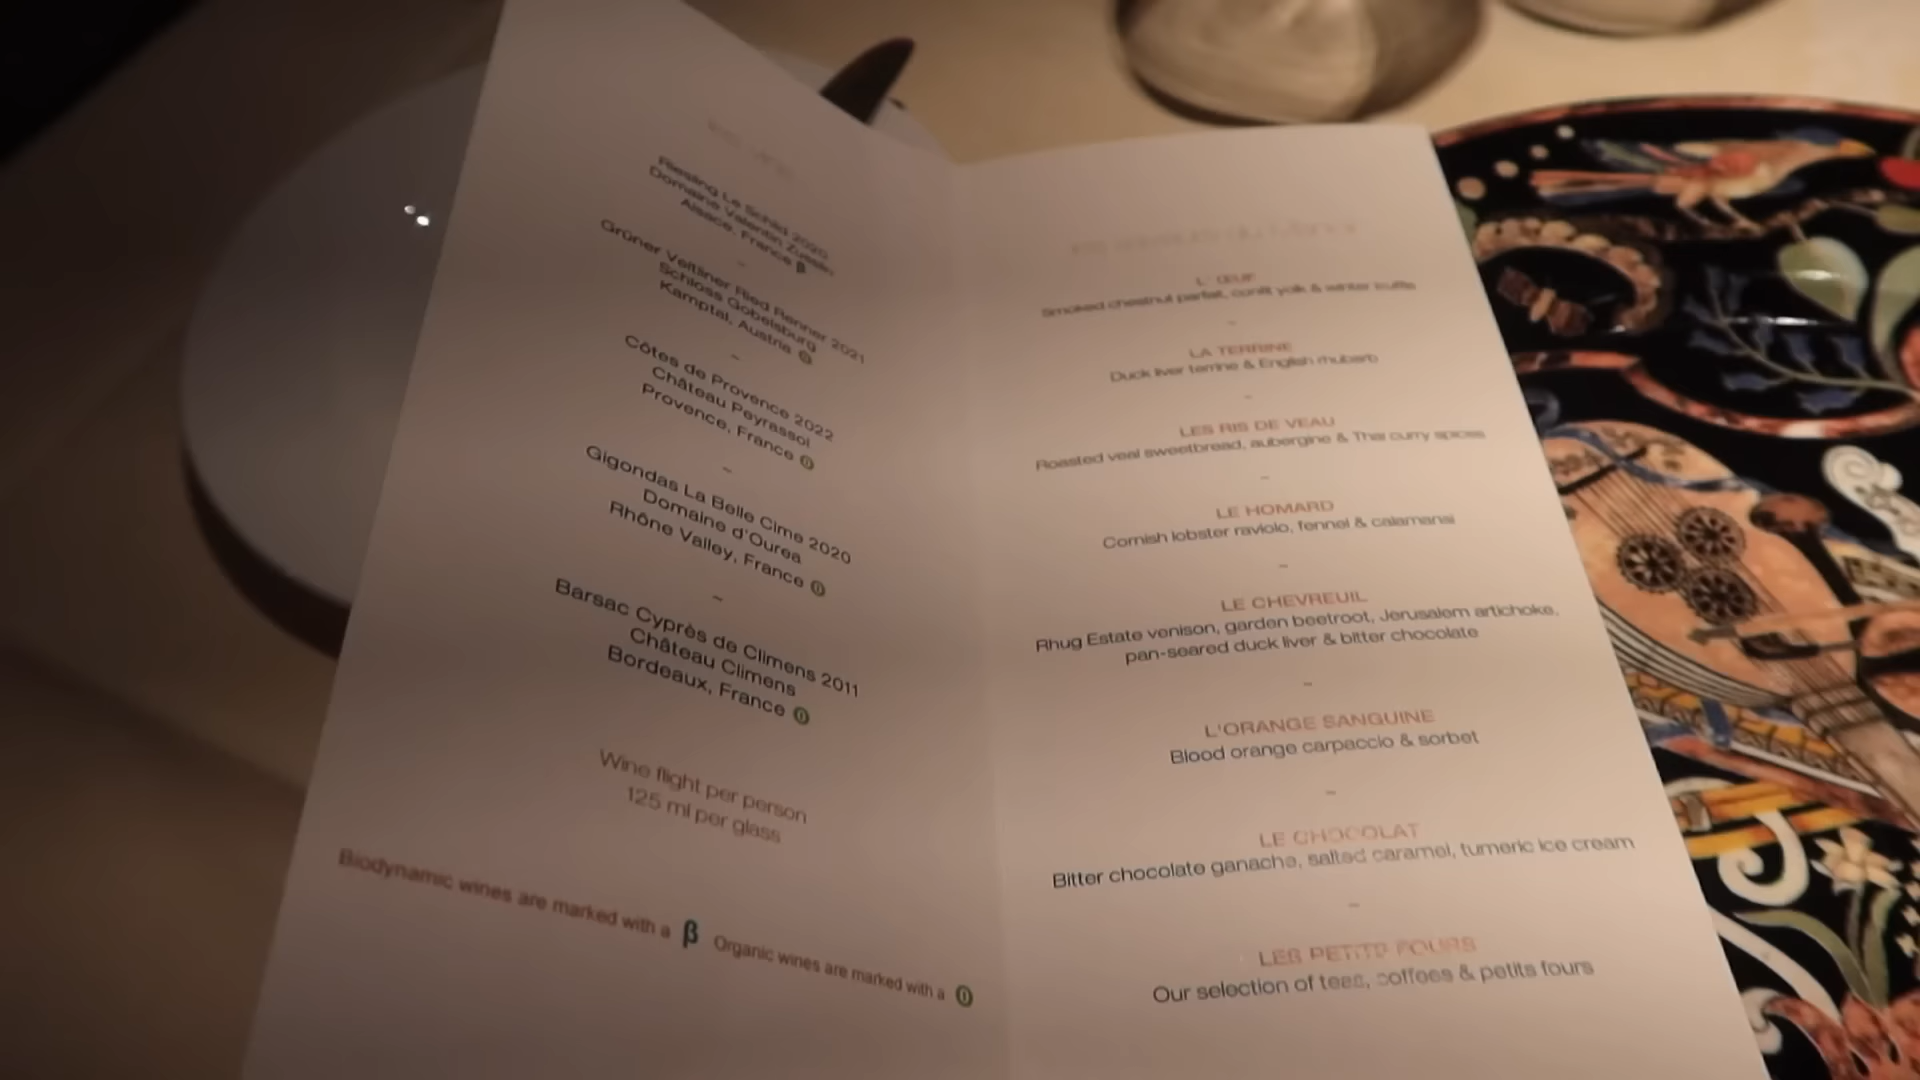 Riesling Le Schild 2020
Domaine Valentin Zusslin
Alsace, France β
~
Grüner Veltliner Ried Renner 2021
Schloss Gobelsburg
Kamptal, Austria
~
Côtes de Provence 2022
Château Peyrassol
Provence, France
~
Gigondas La Belle Cime 2020
Domaine d'Ourea
Rhône Valley, France
~
Barsac Cyprès de Climens 2011
Château Climens
Bordeaux, France
Wine flight per person
125 ml per glass
Biodynamic wines are marked with a β Organic wines are marked with a
L'ŒUF
Smoked chestnut parfait, confit yolk & winter truffle
~
LA TERRINE
Duck liver terrine & English rhubarb
~
LES RIS DE VEAU
Roasted veal sweetbread, aubergine & Thai curry spices
~
LE HOMARD
Cornish lobster raviolo, fennel & calamansi
~
LE CHEVREUIL
Rhug Estate venison, garden beetroot, Jerusalem artichoke,
pan-seared duck liver & bitter chocolate
~
L'ORANGE SANGUINE
Blood orange carpaccio & sorbet
~
LE CHOCOLAT
Bitter chocolate ganache, salted caramel, tumeric ice cream
~
LES PETITS FOURS
Our selection of teas, coffees & petits fours